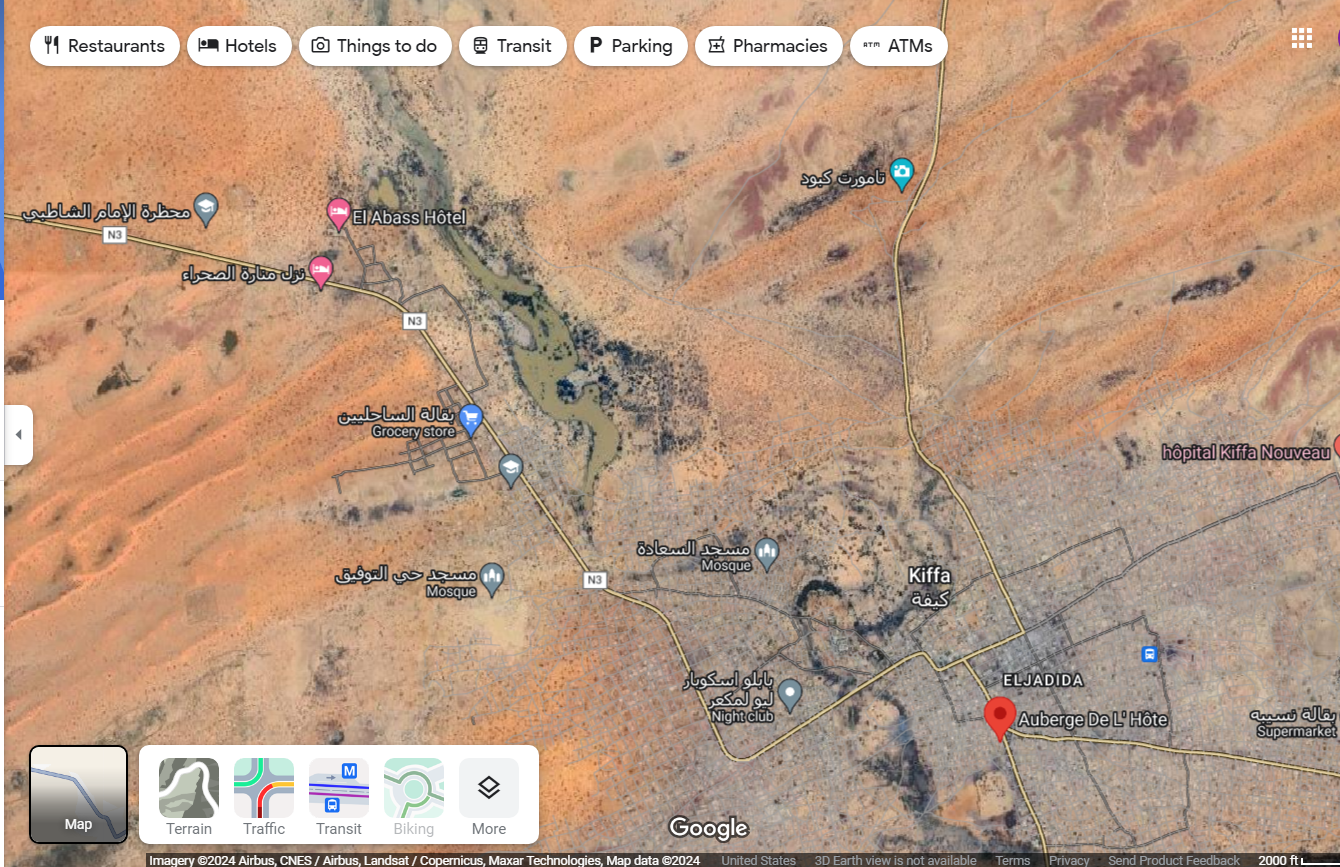 Restaurants
Hotels
Things to do
Transit
Parking
Pharmacies
ATM ATMs
تامورت كبود
محظرة الإمام الشاطبي
El Abass Hôtel
N3
نزل منارة الصحراء
N3
بقالة الساحليين
Grocery store
hôpital Kiffa Nouveau
مسجد السعادة
Mosque
مسجد حي التوفيق
Mosque
N3
Kiffa
كيفة
بابلو اسكوبار
ليو لمكعر
Night club
ELJADIDA
Auberge De L' Hôte
بقالة نسيبه
Supermarket
Map
Terrain
Traffic
M
Transit
Biking
More
Google
Imagery ©2024 Airbus, CNES / Airbus, Landsat / Copernicus, Maxar Technologies, Map data ©2024 United States 3D Earth view is not available Terms Privacy Send Product Feedback 2000 ft